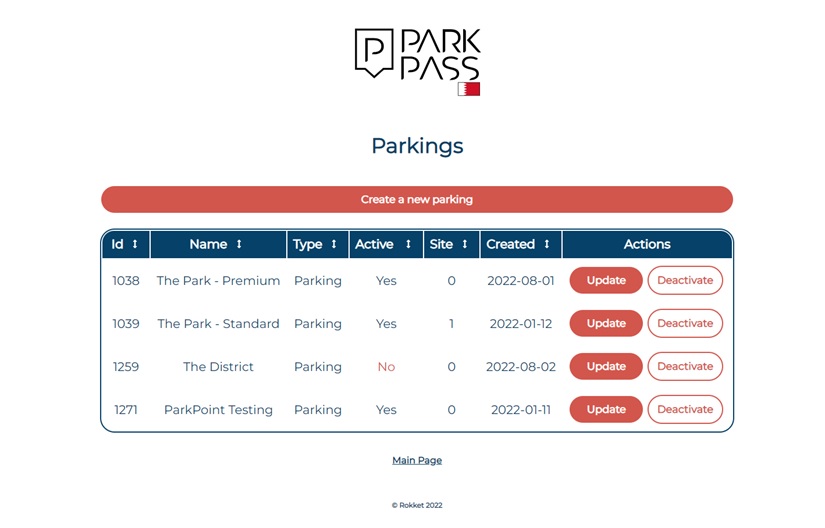 PARK
PASS
Parkings
Create a new parking
Id Name Type Active Site Created Actions
1038 The Park - Premium Parking Yes 0 2022-08-01 Update Deactivate
1039 The Park - Standard Parking Yes 1 2022-01-12 Update Deactivate
1259 The District Parking No 0 2022-08-02 Update Deactivate
1271 ParkPoint Testing Parking Yes 0 2022-01-11 Update Deactivate
Main Page
© Rokket 2022